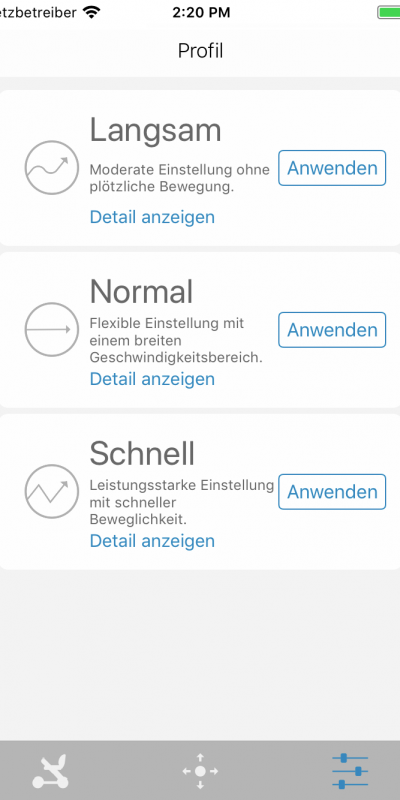 etzbetreiber 2:20 PM
Profil
Langsam
Moderate Einstellung ohne
plötzliche Bewegung.
Anwenden
Detail anzeigen
Normal
Flexible Einstellung mit
einem breiten
Geschwindigkeitsbereich.
Anwenden
Detail anzeigen
Schnell
Leistungsstarke Einstellung
mit schneller
Beweglichkeit.
Anwenden
Detail anzeigen